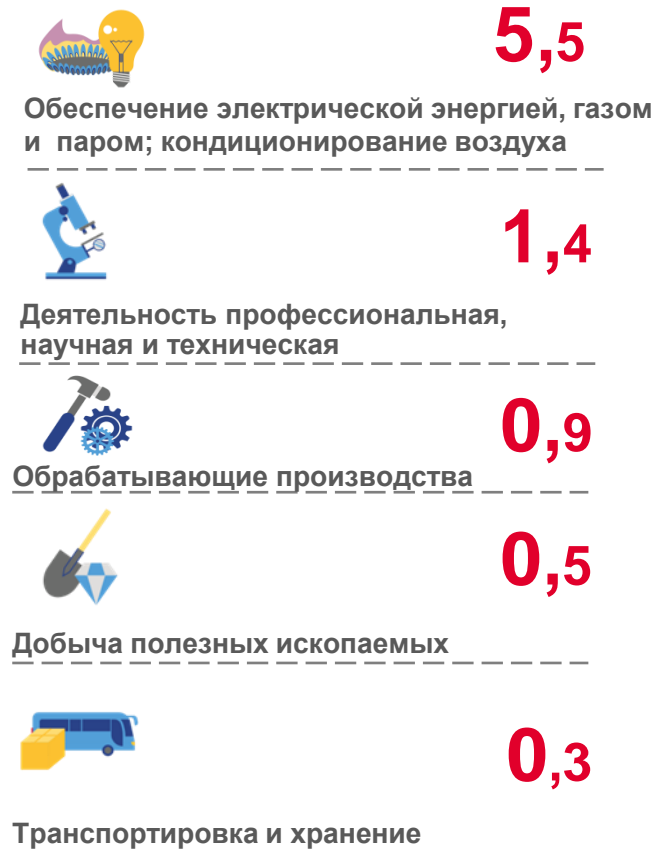 5,5
Обеспечение электрической энергией, газом
и паром; кондиционирование воздуха
1,4
Деятельность профессиональная,
научная и техническая
0,9
Обрабатывающие производства
0,5
Добыча полезных ископаемых
0,3
Транспортировка и хранение